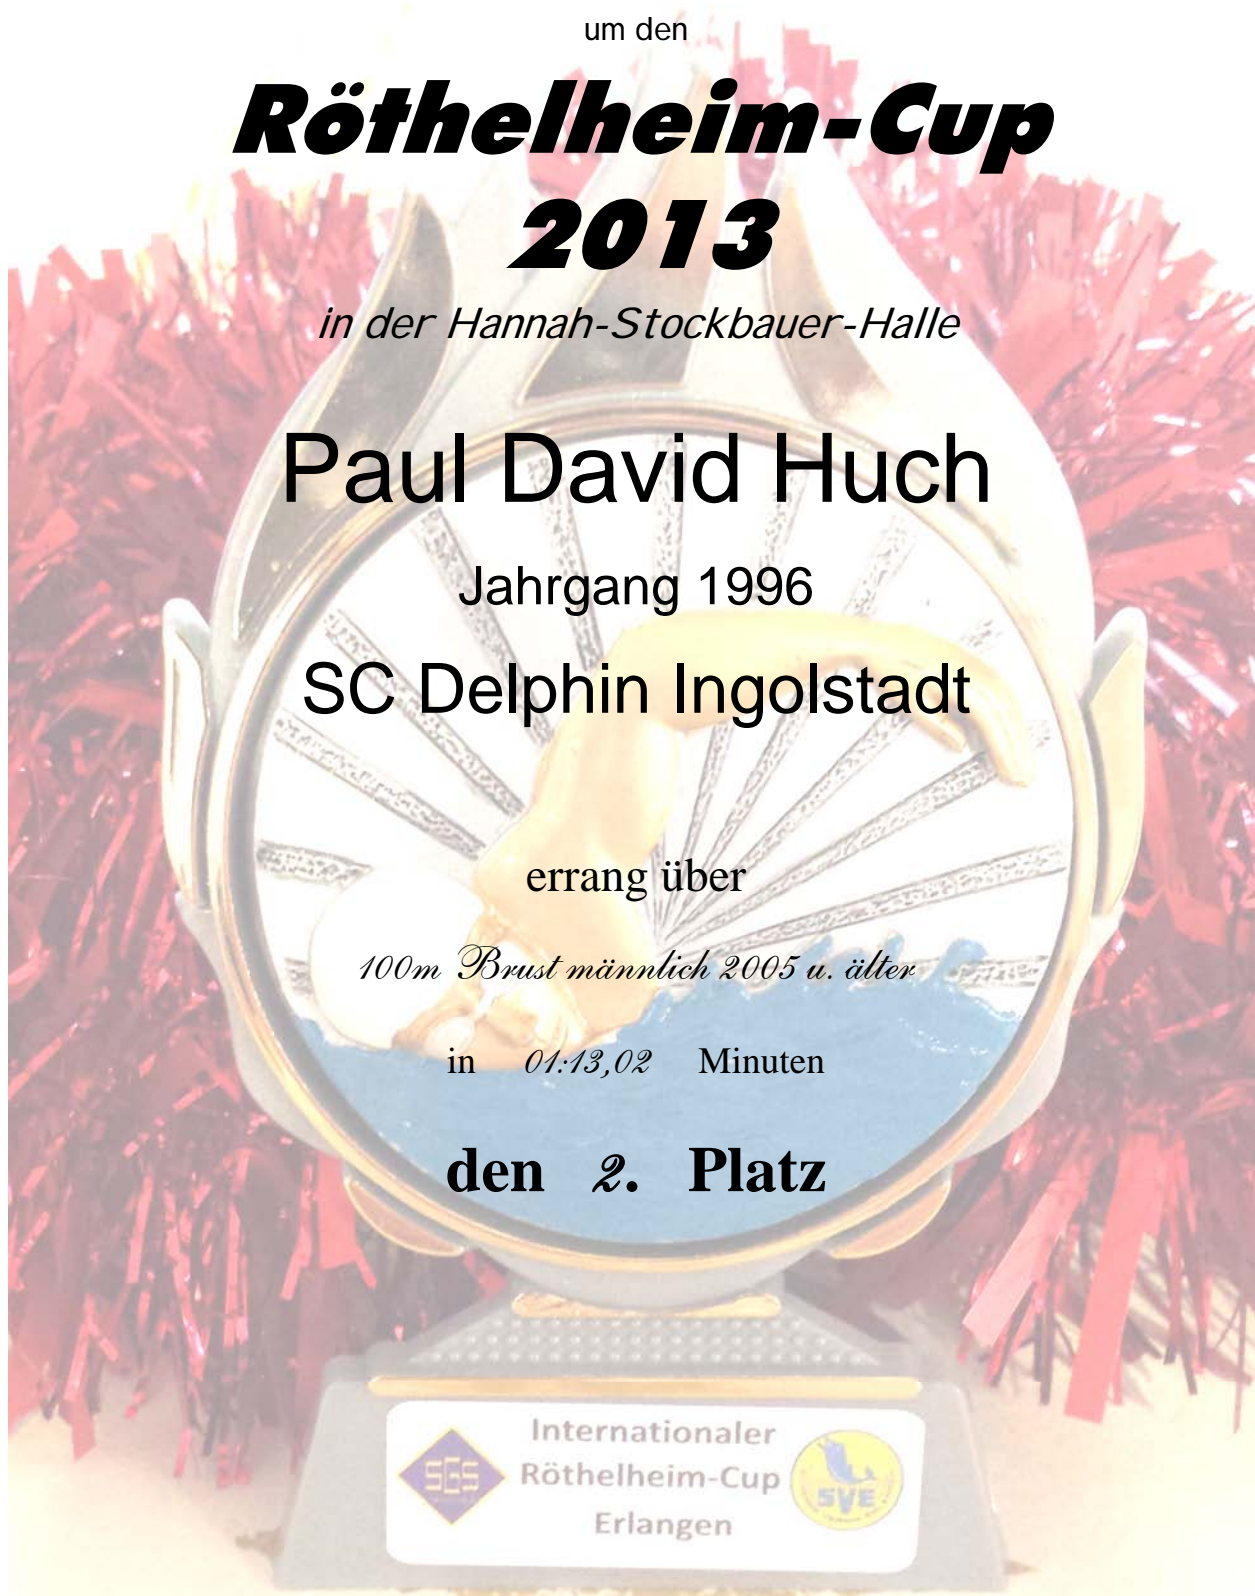 um den
Röthelheim-Cup
2013
in der Hannah-Stockbauer-Halle
Paul David Huch
Jahrgang 1996
SC Delphin Ingolstadt
errang über
100m Brust männlich 2005 u. älter
in 01:13,02 Minuten
den 2. Platz
Internationaler
SGS Röthelheim-Cup SVE
Erlangen